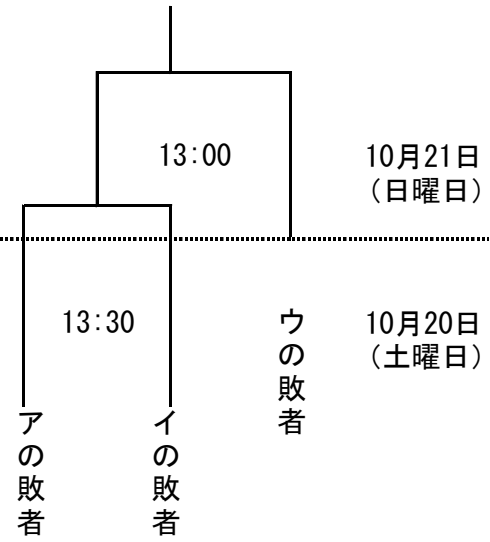 13:00
10月21日
（日曜日）
13:30
10月20日
（土曜日）
ウの敗者
アの敗者
イの敗者